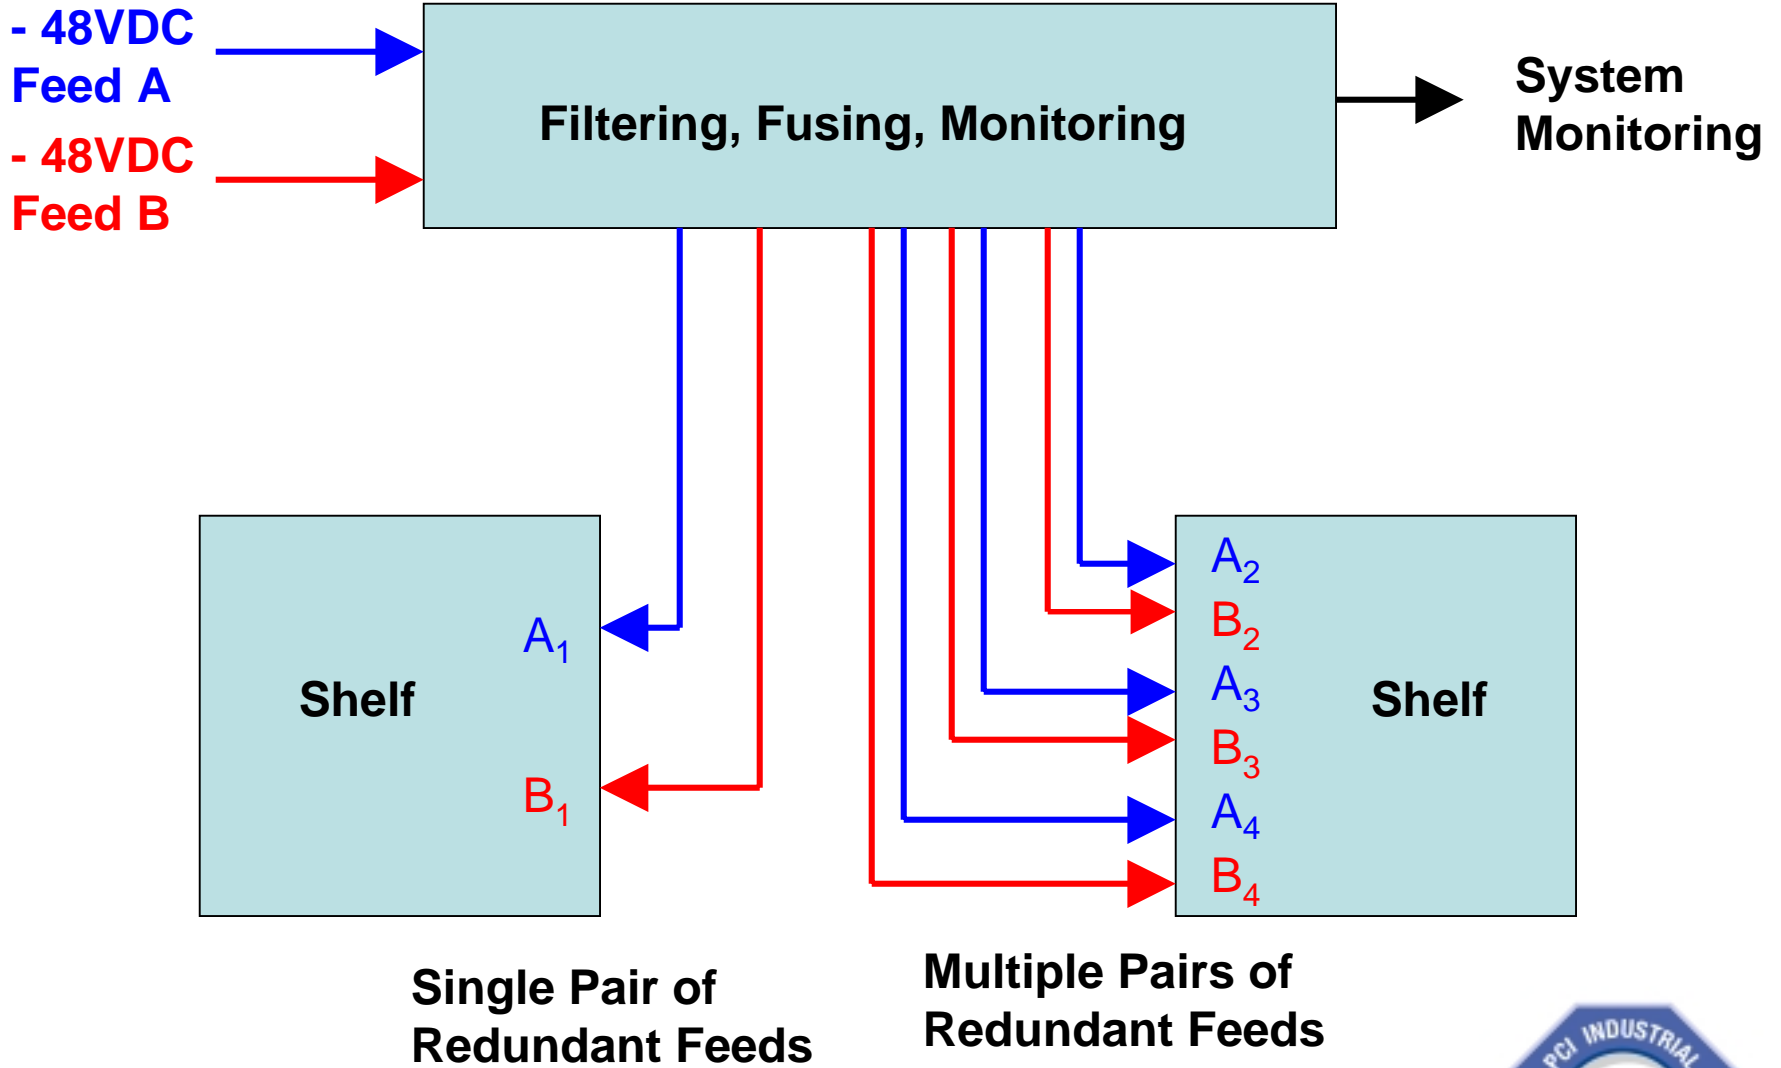 - 48VDC
Feed A
- 48VDC
Feed B
Filtering, Fusing, Monitoring
System
Monitoring
A₁
B₁
Shelf
A₂
B₂
A₃
B₃
A₄
B₄
Shelf
Single Pair of
Redundant Feeds
Multiple Pairs of
Redundant Feeds
PCI INDUSTRIAL